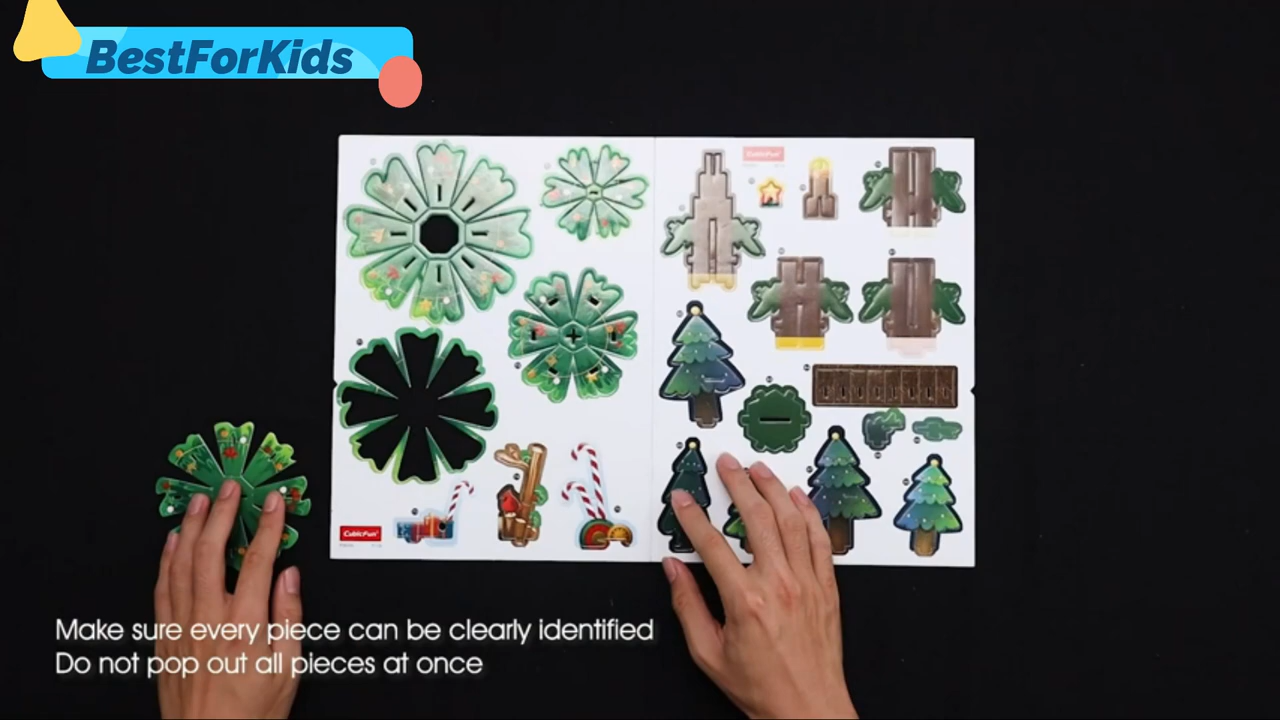 BestForKids
CubicFun
CubicFun
Make sure every piece can be clearly identified
Do not pop out all pieces at once